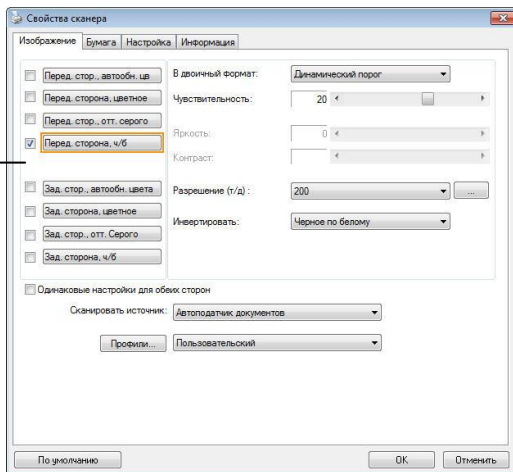 Свойства сканера
Изображение Бумага Настройка Информация
Перед. стор., автообн. цв
Перед. сторона, цветное
Перед. стор., отт. серого
Перед. сторона, ч/б
Зад. стор., автообн. цвета
Зад. сторона, цветное
Зад. стор., отт. Серого
Зад. сторона, ч/б
В двоичный формат: Динамический порог
Чувствительность: 20
Яркость: 0
Контраст:
Разрешение (т/д) : 200 ...
Инвертировать: Черное по белому
Одинаковые настройки для обеих сторон
Сканировать источник: Автоподатчик документов
Профили... Пользовательский
По умолчанию OK Отменить